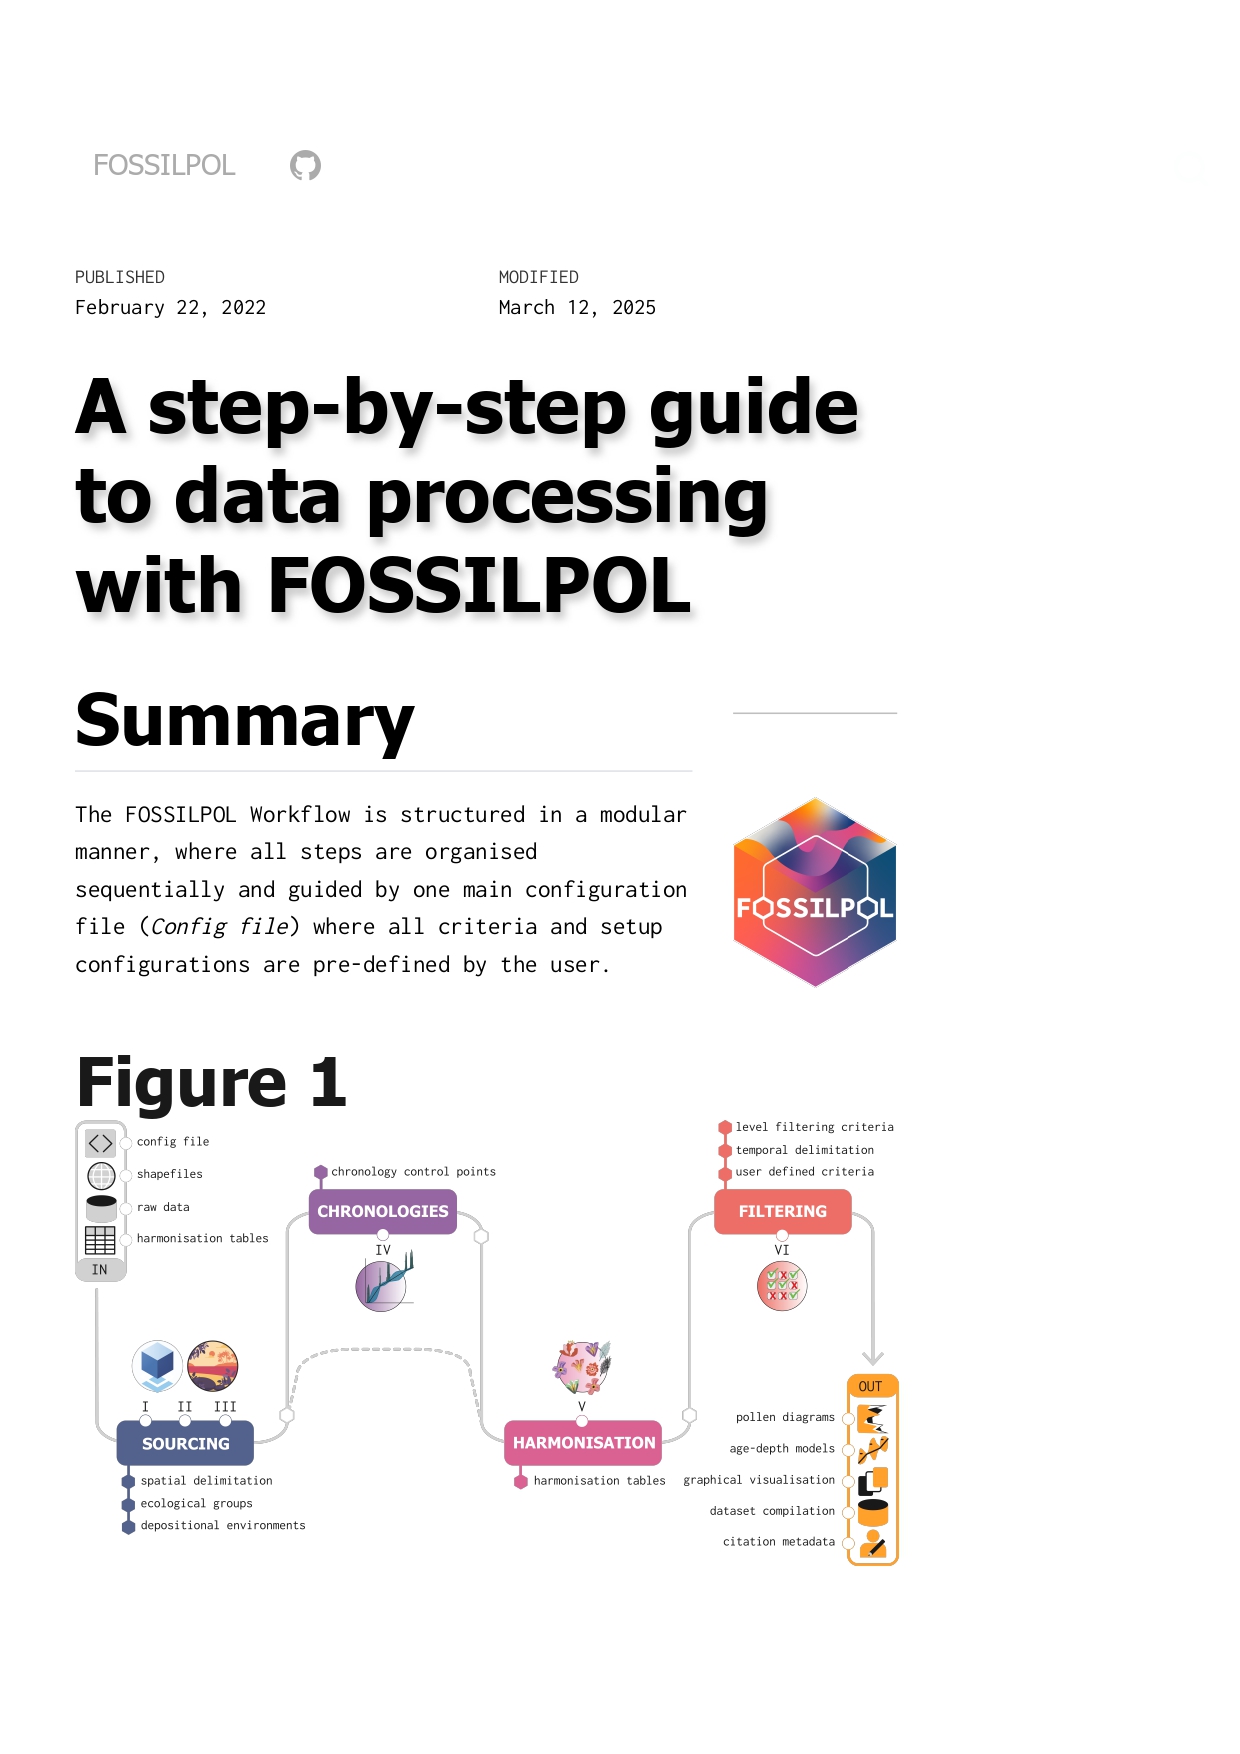 FOSSILPOL
PUBLISHED
February 22, 2022
MODIFIED
March 12, 2025
A step-by-step guide
to data processing
with FOSSILPOL
Summary
The FOSSILPOL Workflow is structured in a modular
manner, where all steps are organised
sequentially and guided by one main configuration
file (Config file) where all criteria and setup
configurations are pre-defined by the user.
FOSSILPOL
Figure 1
config file
shapefiles
raw data
harmonisation tables
IN
I
II
III
SOURCING
spatial delimitation
ecological groups
depositional environments
chronology control points
CHRONOLOGIES
IV
V
HARMONISATION
harmonisation tables
level filtering criteria
temporal delimitation
user defined criteria
FILTERING
VI
OUT
pollen diagrams
age-depth models
graphical visualisation
dataset compilation
citation metadata